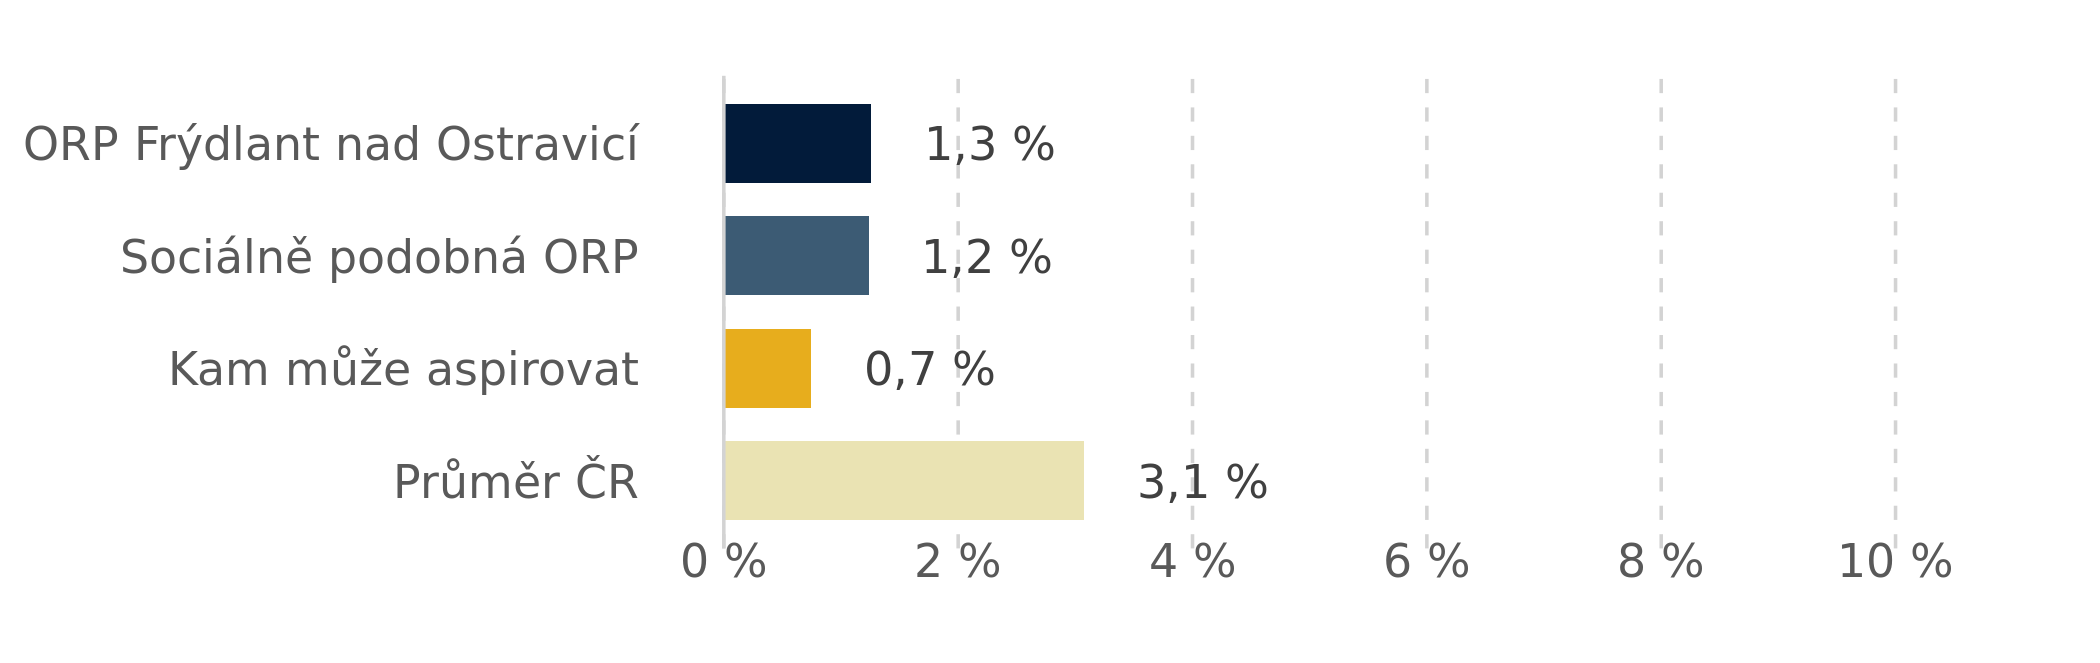 ORP Frýdlant nad Ostravicí 1,3 %
Sociálně podobná ORP 1,2 %
Kam může aspirovat 0,7 %
Průměr ČR 3,1 %
0 % 2 % 4 % 6 % 8 % 10 %